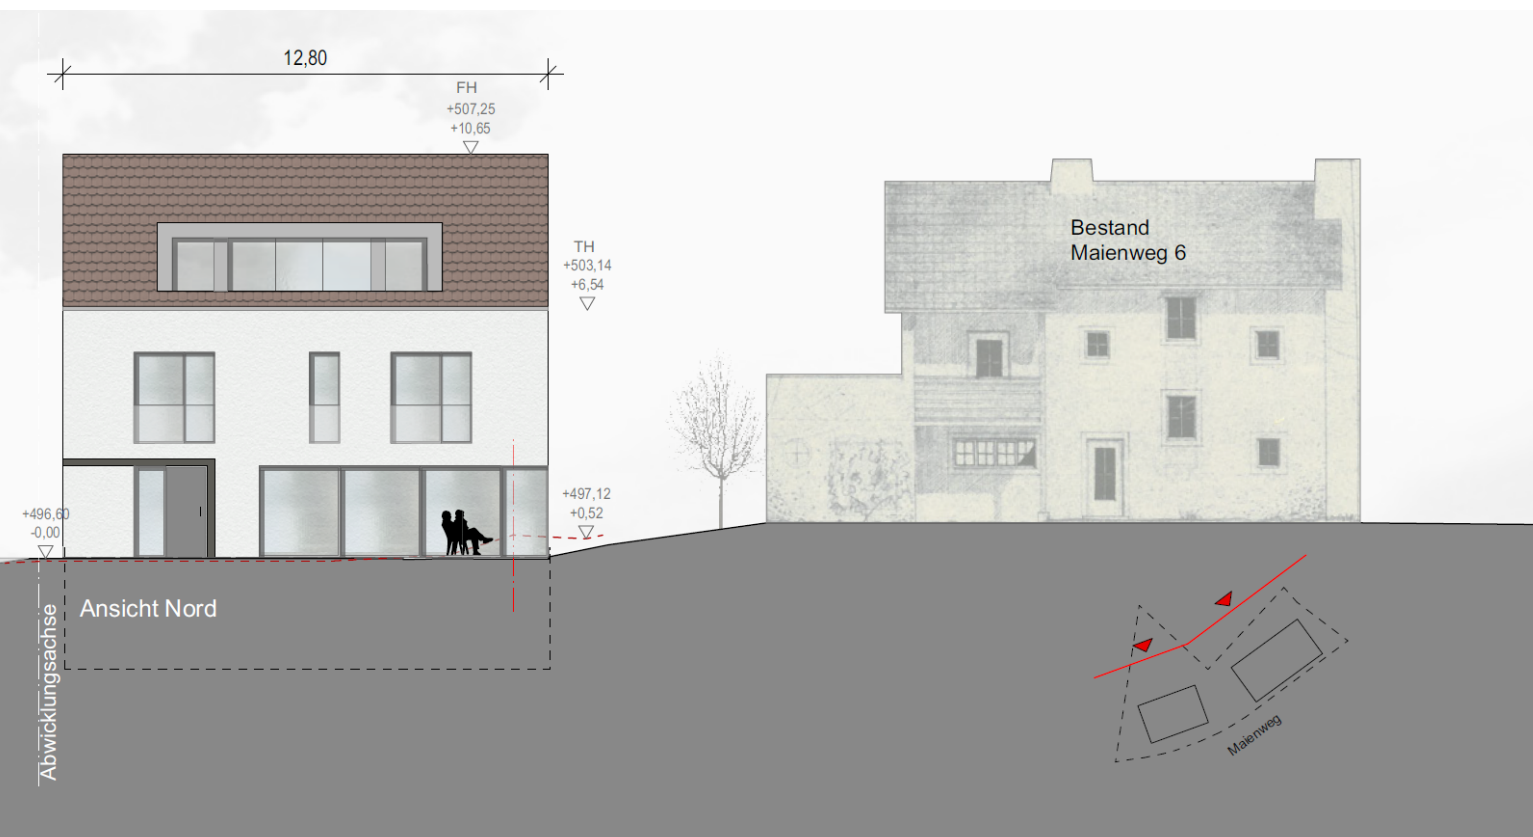 12,80
FH
+507,25
+10,65
TH
+503,14
+6,54
Bestand
Maienweg 6
+497,12
+0,52
+496,60
-0,00
Ansicht Nord
Abwicklungsachse
Maienweg